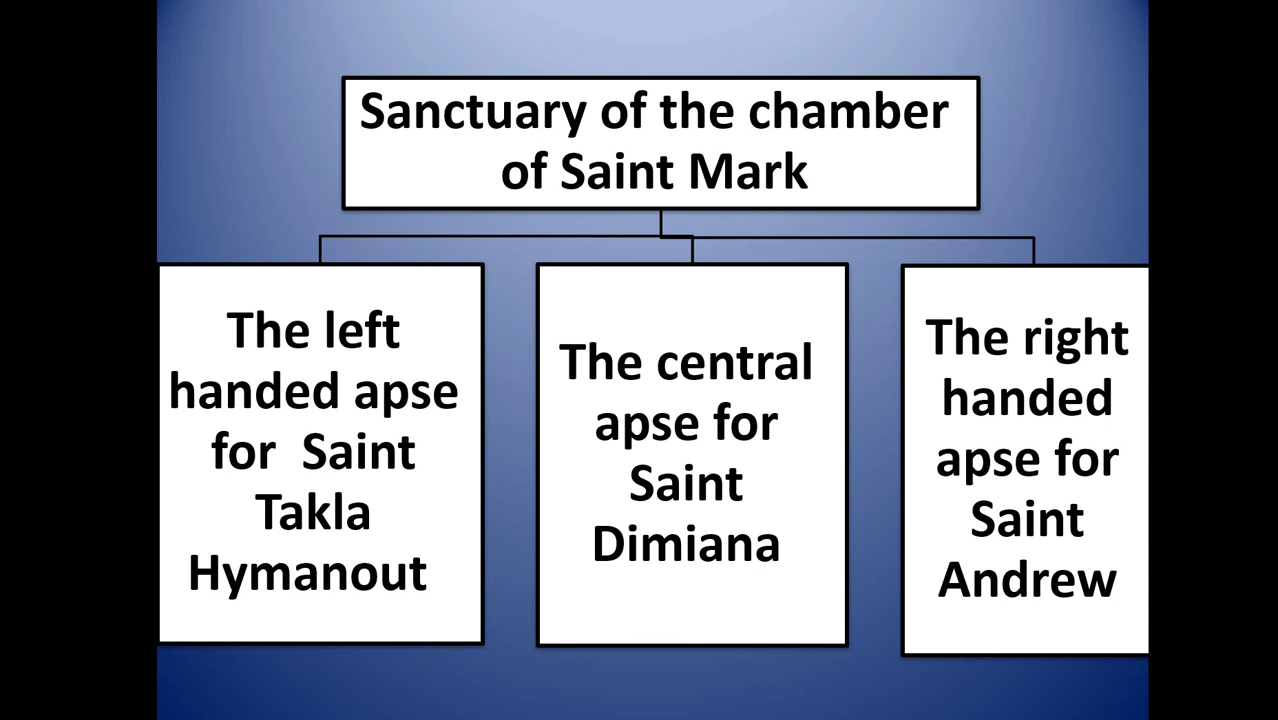 Sanctuary of the chamber
of Saint Mark
The left
handed apse
for  Saint
Takla
Hymanout
The central
apse for
Saint
Dimiana
The right
handed
apse for
Saint
Andrew